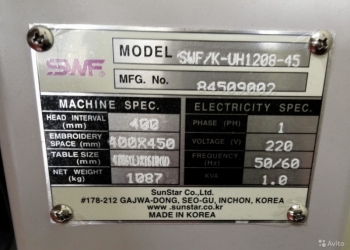 SWF
MODEL SWF/K-UH1208-45
MFG. No. 84509002
MACHINE SPEC.
HEAD INTERVAL (mm) 400
EMBROIDERY SPACE (mm) 400X450
TABLE SIZE (mm)
NET WEIGHT (kg) 1087
ELECTRICITY SPEC.
PHASE (PH) 1
VOLTAGE (V) 220
FREQUENCY (Hz) 50/60
KVA 1.0
SunStar Co.,Ltd.
#178-212 GAJWA-DONG, SEO-GU, INCHON, KOREA
www.sunstar.co.kr
MADE IN KOREA
Avito